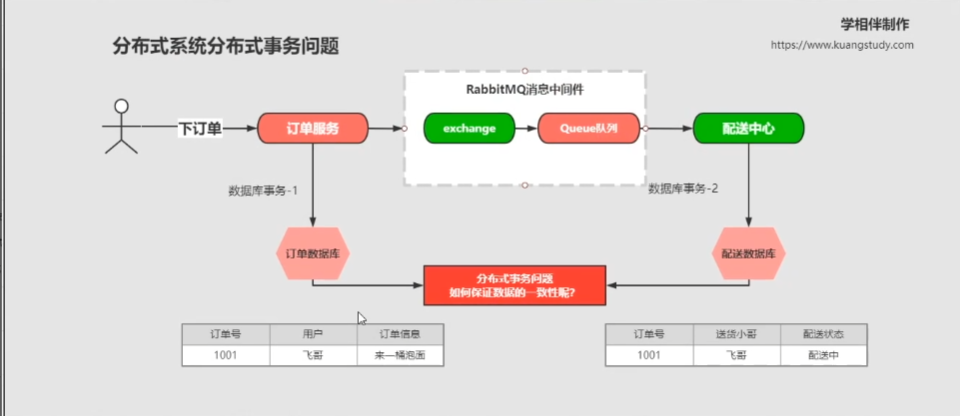 学相伴制作
分布式系统分布式事务问题
https://www.kuangstudy.com
RabbitMQ消息中间件
下订单
订单服务
exchange
Queue队列
配送中心
数据库事务-1
数据库事务-2
订单数据库
配送数据库
分布式事务问题
如何保证数据的一致性呢?
订单号 用户 订单信息
1001 飞哥 来一桶泡面
订单号 送货小哥 配送状态
1001 飞哥 配送中